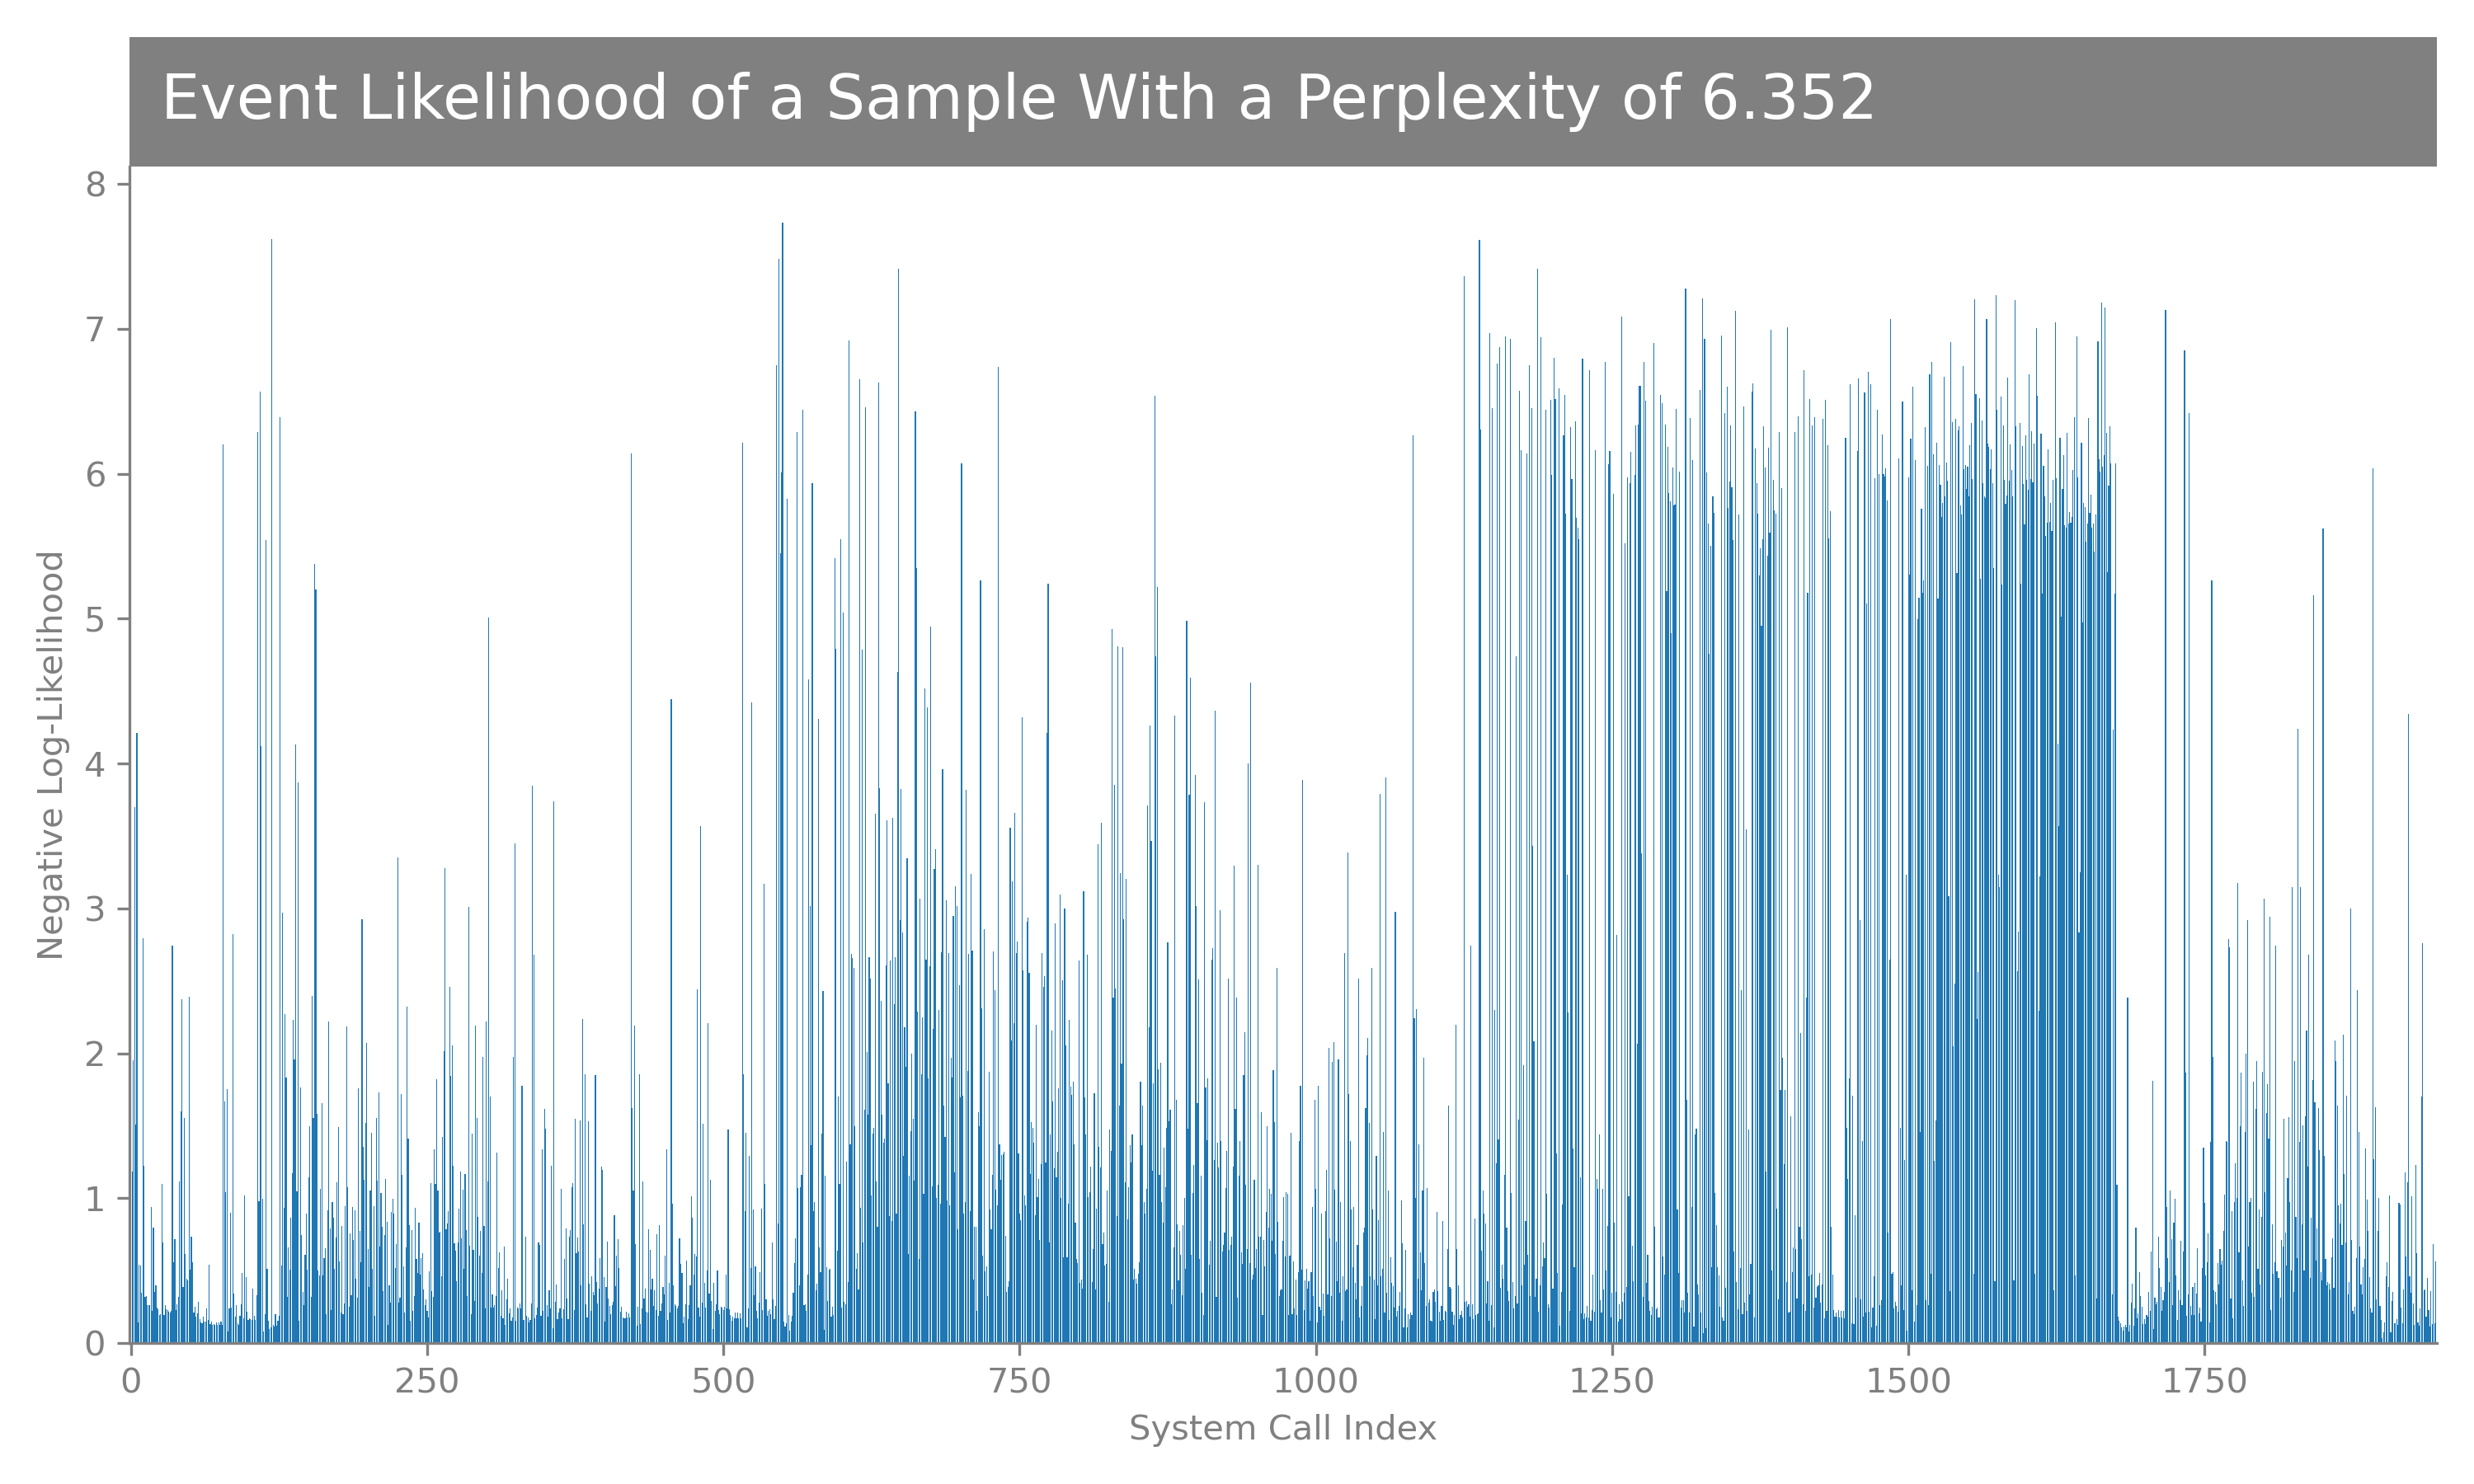 Event Likelihood of a Sample With a Perplexity of 6.352
8
7
6
5
4
3
2
1
0
Negative Log-Likelihood
0 250 500 750 1000 1250 1500 1750
System Call Index